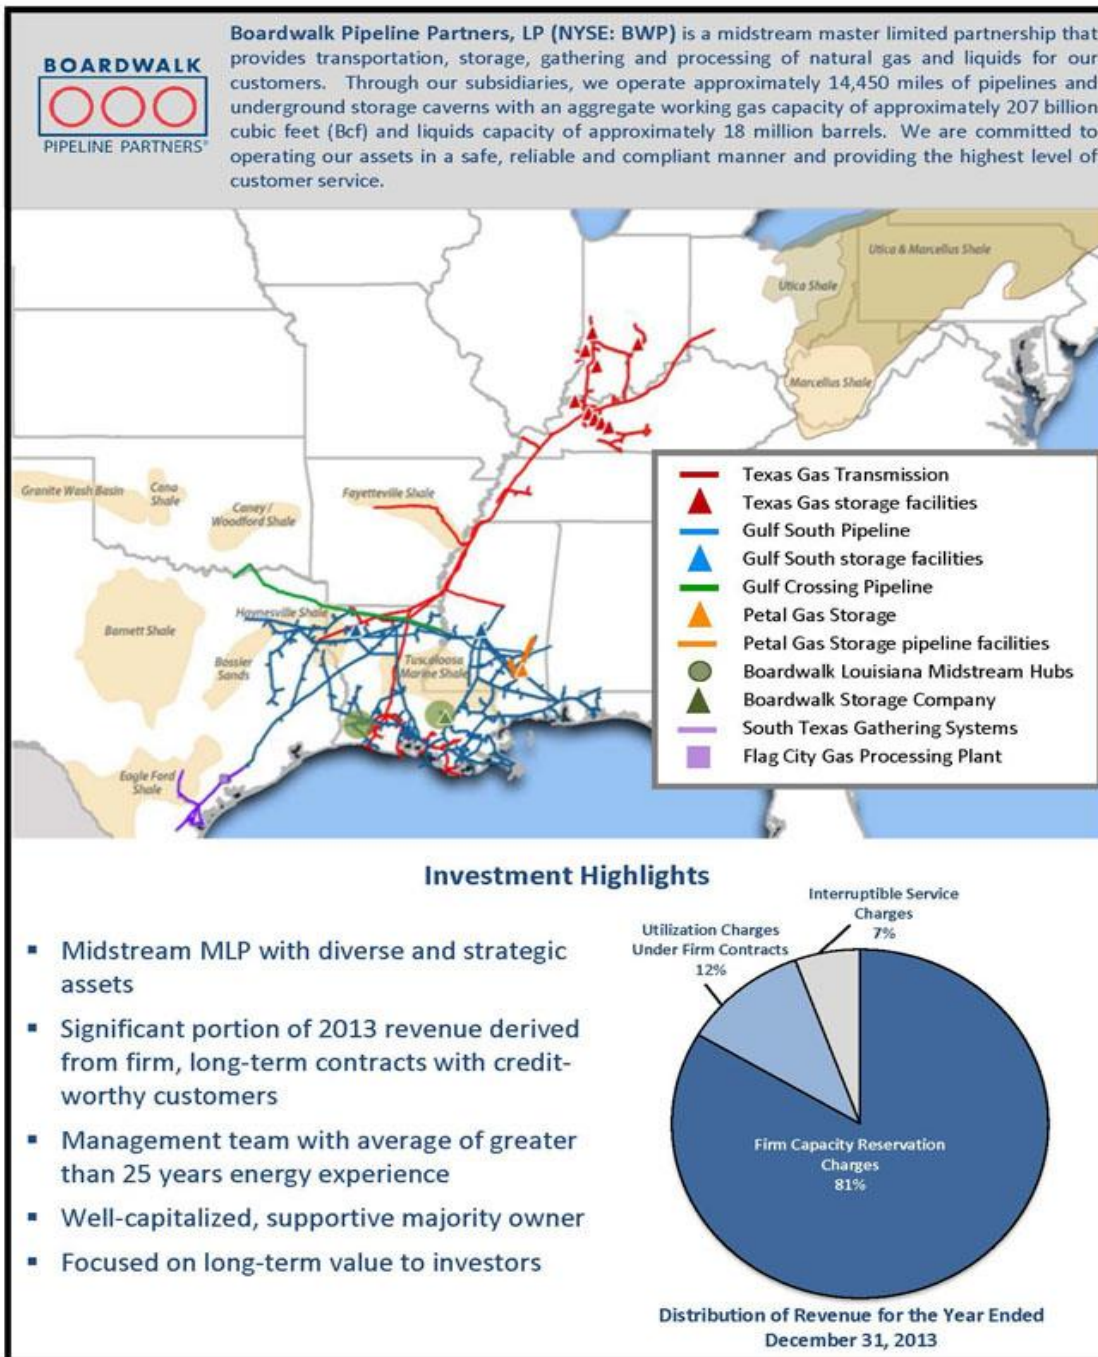 BOARDWALK
PIPELINE PARTNERS®
Boardwalk Pipeline Partners, LP (NYSE: BWP) is a midstream master limited partnership that
provides transportation, storage, gathering and processing of natural gas and liquids for our
customers. Through our subsidiaries, we operate approximately 14,450 miles of pipelines and
underground storage caverns with an aggregate working gas capacity of approximately 207 billion
cubic feet (Bcf) and liquids capacity of approximately 18 million barrels. We are committed to
operating our assets in a safe, reliable and compliant manner and providing the highest level of
customer service.
Utica & Marcellus Shale
Utica Shale
Marcellus Shale
Granite Wash Basin
Cana
Shale
Caney /
Woodford Shale
Fayetteville Shale
Barnett Shale
Haynesville Shale
Bossier
Sands
Tuscaloosa
Marine Shale
Eagle Ford
Shale
Texas Gas Transmission
Texas Gas storage facilities
Gulf South Pipeline
Gulf South storage facilities
Gulf Crossing Pipeline
Petal Gas Storage
Petal Gas Storage pipeline facilities
Boardwalk Louisiana Midstream Hubs
Boardwalk Storage Company
South Texas Gathering Systems
Flag City Gas Processing Plant
Investment Highlights
▪ Midstream MLP with diverse and strategic
assets
▪ Significant portion of 2013 revenue derived
from firm, long-term contracts with credit-
worthy customers
▪ Management team with average of greater
than 25 years energy experience
▪ Well-capitalized, supportive majority owner
▪ Focused on long-term value to investors
Interruptible Service
Charges
7%
Utilization Charges
Under Firm Contracts
12%
Firm Capacity Reservation
Charges
81%
Distribution of Revenue for the Year Ended
December 31, 2013